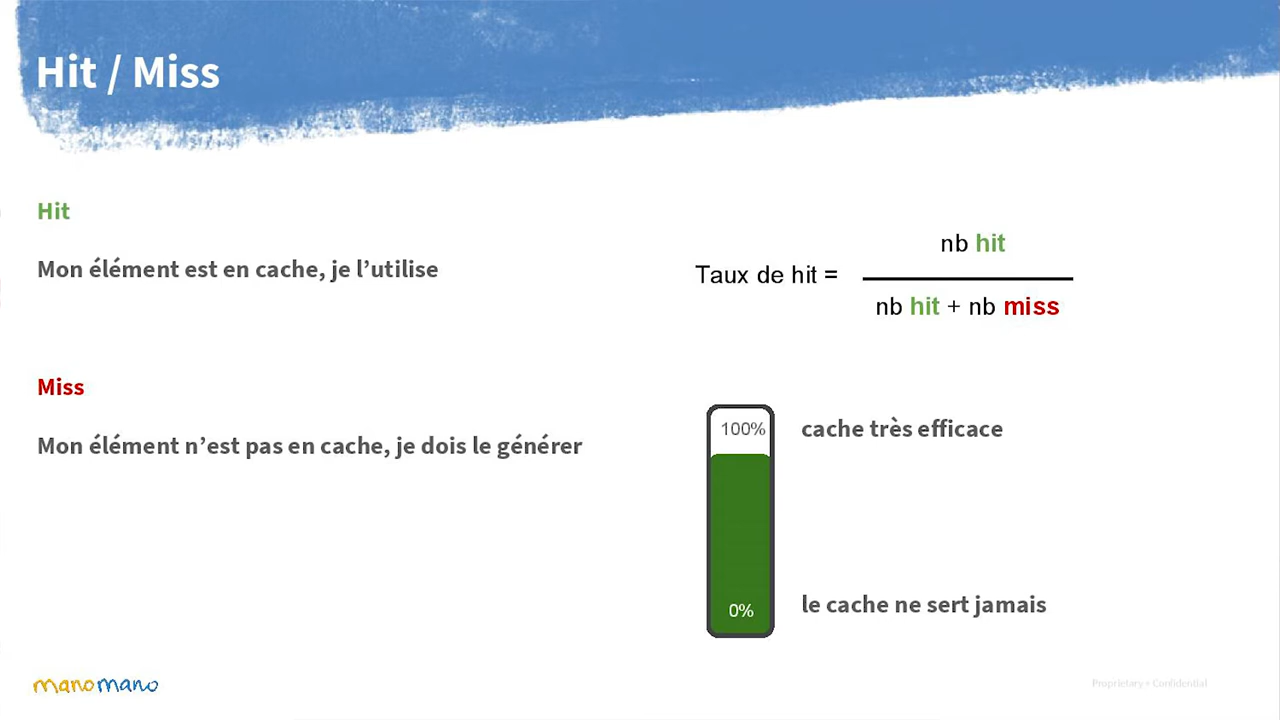 Hit / Miss
Hit
Mon élément est en cache, je l’utilise
Miss
Mon élément n’est pas en cache, je dois le générer
nb hit
Taux de hit =
nb hit + nb miss
100%
cache très efficace
0%
le cache ne sert jamais
manomano
Proprietary + Confidential